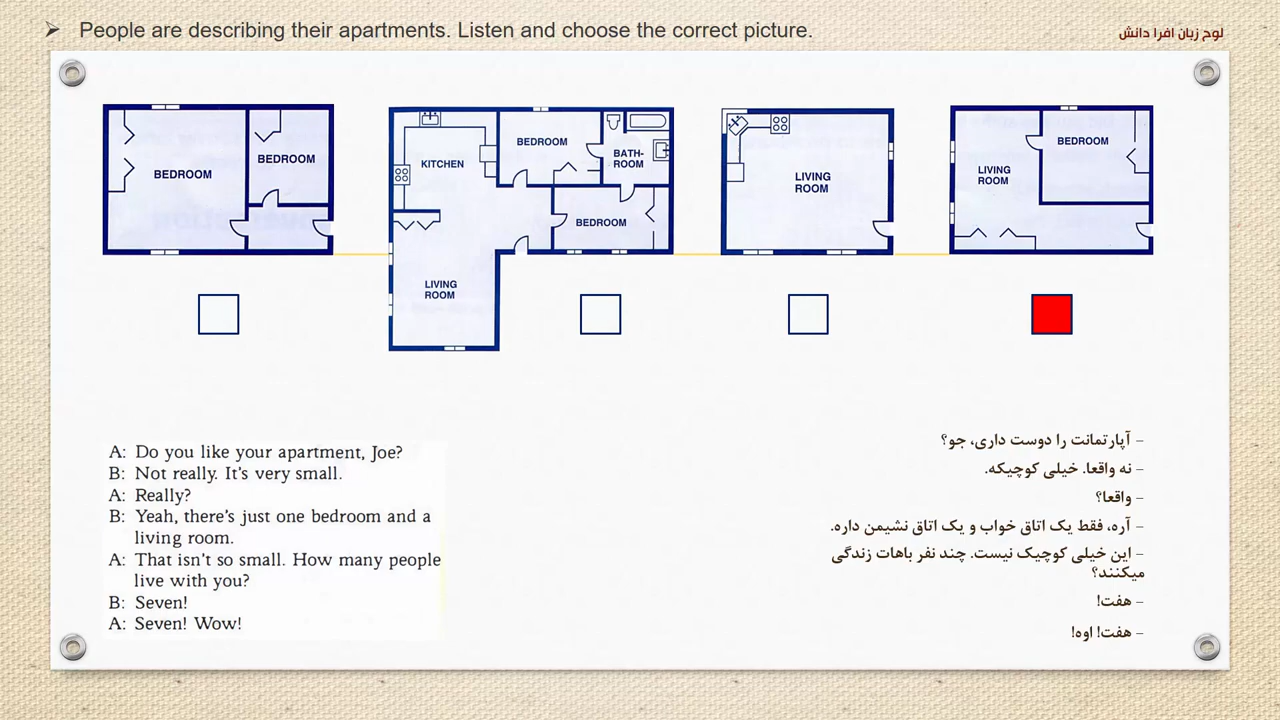 ➢ People are describing their apartments. Listen and choose the correct picture.
لوح زبان افرا دانش
BEDROOM
BEDROOM
KITCHEN
BEDROOM
BATH-
ROOM
BEDROOM
LIVING
ROOM
LIVING
ROOM
BEDROOM
LIVING
ROOM
A: Do you like your apartment, Joe?
B: Not really. It's very small.
A: Really?
B: Yeah, there's just one bedroom and a
living room.
A: That isn't so small. How many people
live with you?
B: Seven!
A: Seven! Wow!
– آپارتمانت را دوست داری، جو؟
– نه واقعا. خیلی کوچیکه.
– واقعا؟
– آره، فقط یک اتاق خواب و یک اتاق نشیمن داره.
– این خیلی کوچیک نیست. چند نفر باهات زندگی
میکنند؟
– هفت!
– هفت! اوه!